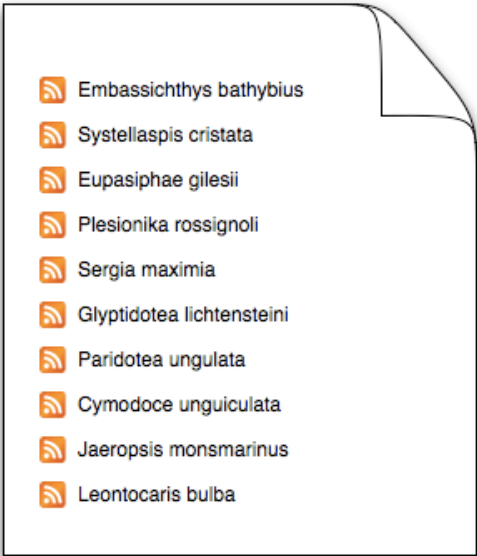 Embassichthys bathybius
Systellaspis cristata
Eupasiphae gilesii
Plesionika rossignoli
Sergia maximia
Glyptidotea lichtensteini
Paridotea ungulata
Cymodoce unguiculata
Jaeropsis monsmarinus
Leontocaris bulba